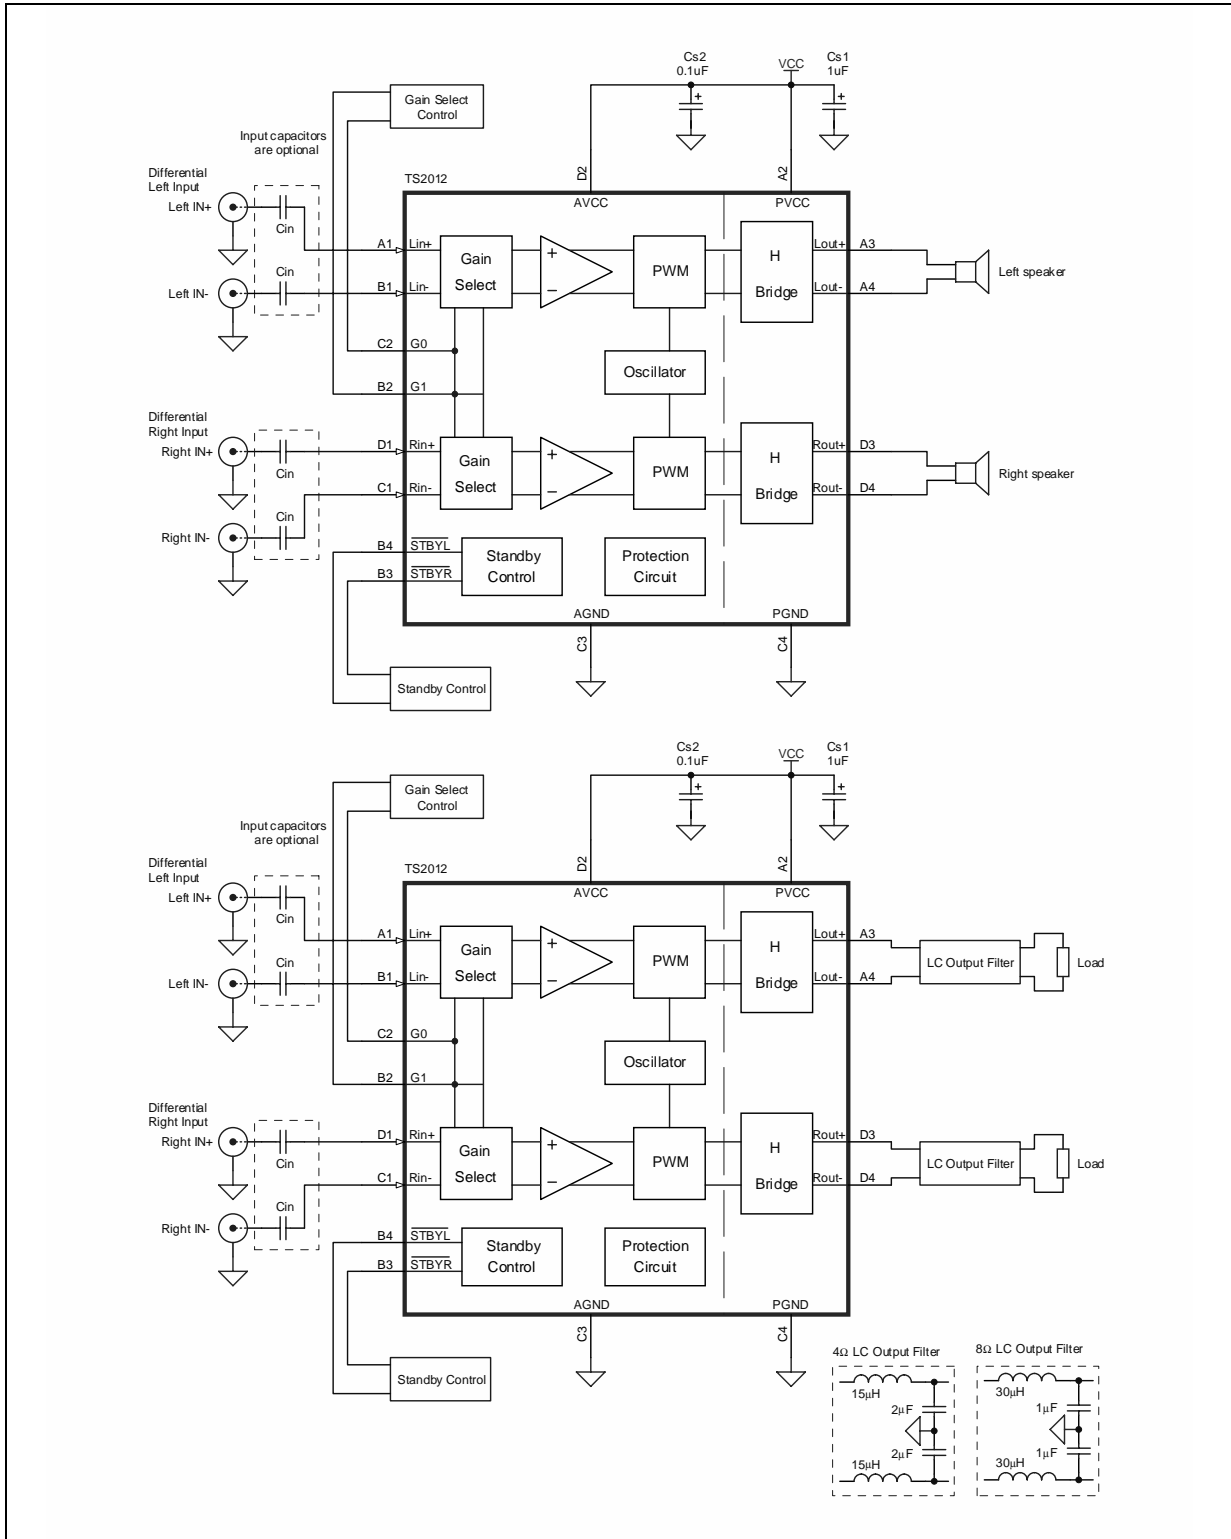 Cs2
0.1uF
VCC
Cs1
1uF
Gain Select
Control
Input capacitors
are optional
D2
A2
Differential
Left Input
Left IN+
Cin
TS2012
AVCC
PVCC
A1
Lin+
Gain
Select
+
−
PWM
H
Bridge
Lout+
A3
Left speaker
Left IN-
Cin
B1
Lin-
Lout-
A4
C2
G0
Oscillator
B2
G1
Differential
Right Input
Right IN+
Cin
D1
Rin+
Gain
Select
+
−
PWM
H
Bridge
Rout+
D3
Right speaker
C1
Rin-
Rout-
D4
Right IN-
Cin
B4
STBYL
Standby
Control
Protection
Circuit
B3
STBYR
AGND
PGND
C3
C4
Standby Control
Cs2
0.1uF
VCC
Cs1
1uF
Gain Select
Control
Input capacitors
are optional
D2
A2
Differential
Left Input
Left IN+
Cin
TS2012
AVCC
PVCC
A1
Lin+
Gain
Select
+
−
PWM
H
Bridge
Lout+
A3
LC Output Filter
Load
Left IN-
Cin
B1
Lin-
Lout-
A4
C2
G0
Oscillator
B2
G1
Differential
Right Input
Right IN+
Cin
D1
Rin+
Gain
Select
+
−
PWM
H
Bridge
Rout+
D3
LC Output Filter
Load
C1
Rin-
Rout-
D4
Right IN-
Cin
B4
STBYL
Standby
Control
Protection
Circuit
B3
STBYR
AGND
PGND
C3
C4
Standby Control
4Ω LC Output Filter
15μH
2μF
2μF
15μH
8Ω LC Output Filter
30μH
1μF
1μF
30μH